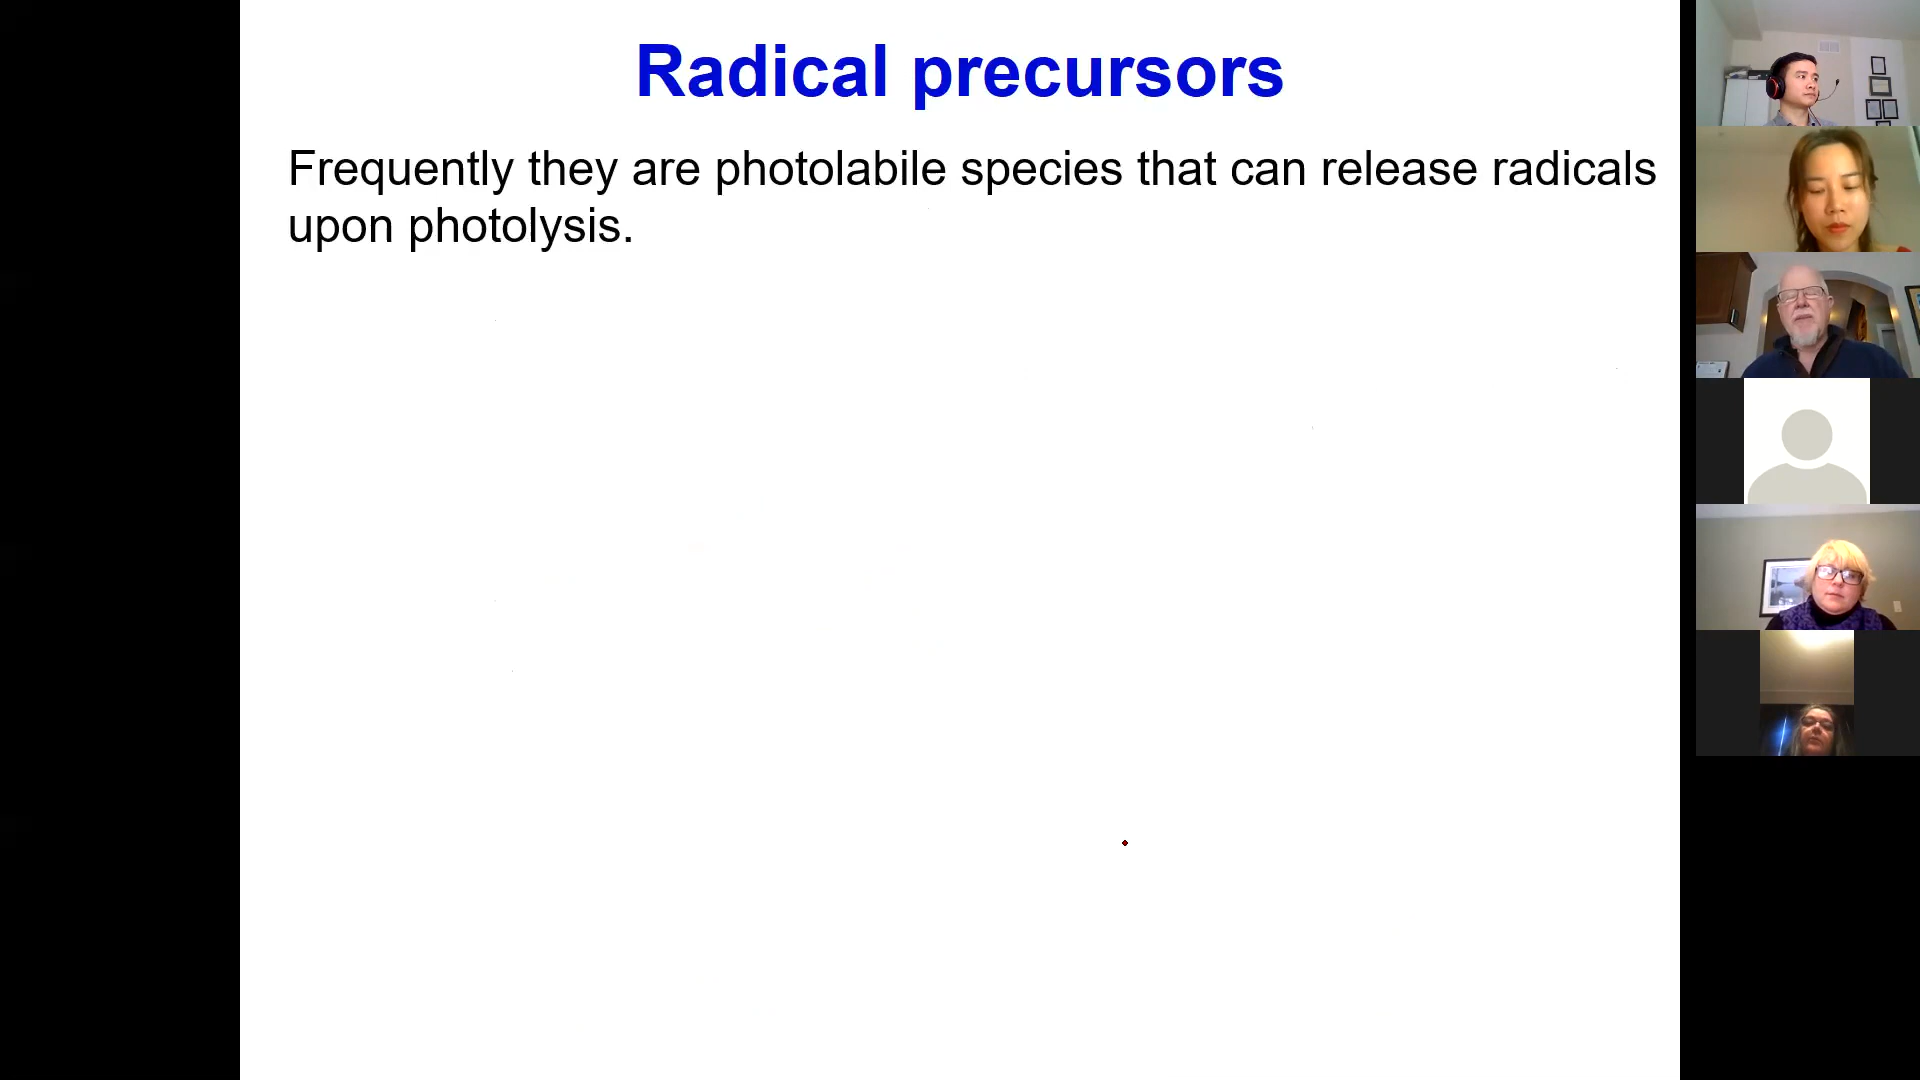 Radical precursors
Frequently they are photolabile species that can release radicals
upon photolysis.